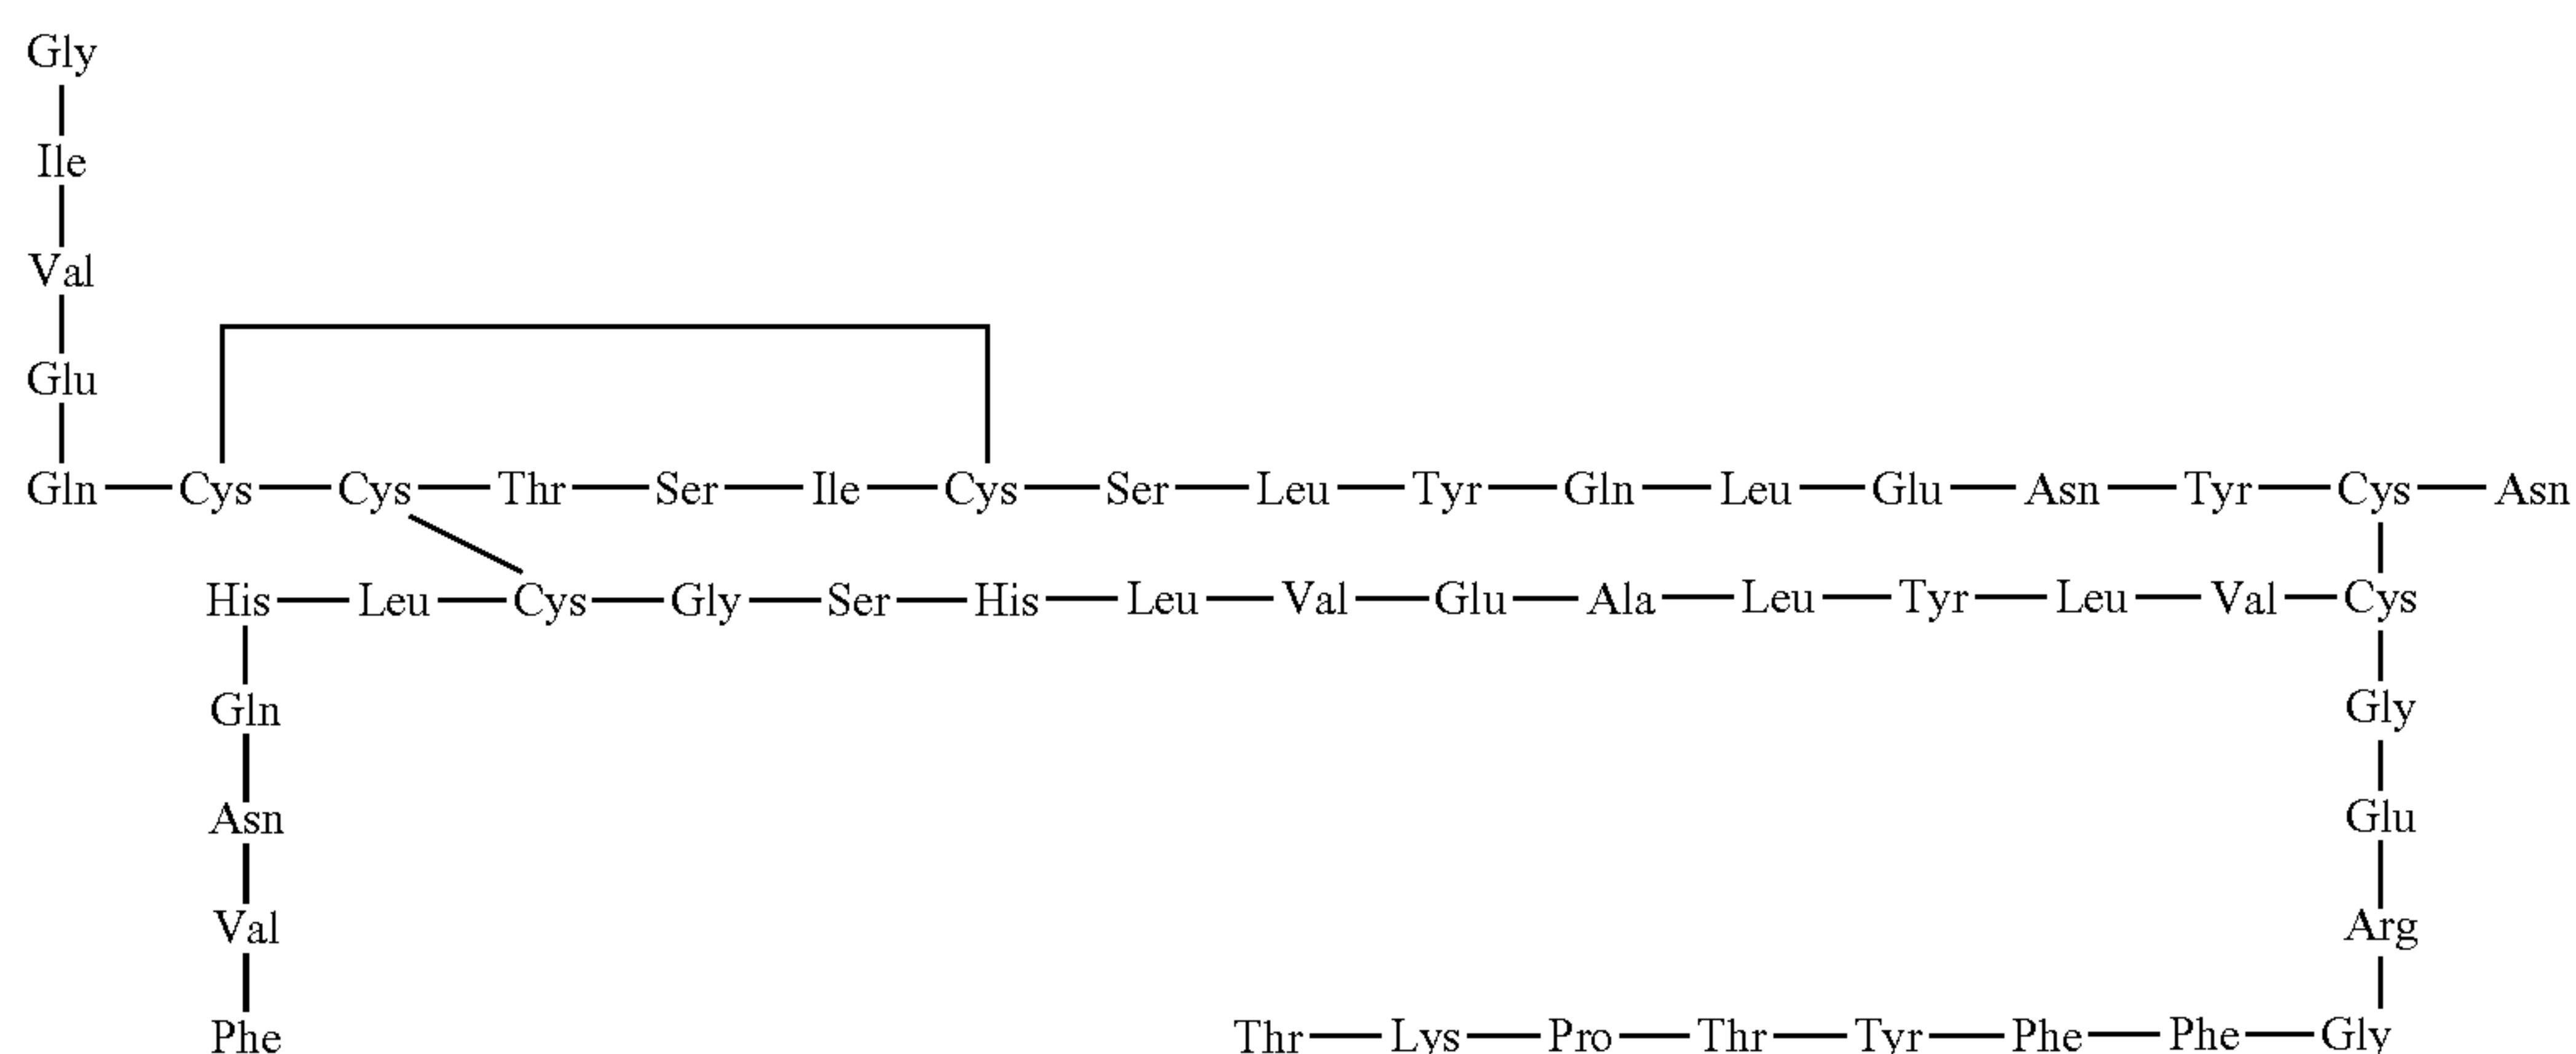 Gly
Ile
Val
Glu
Gln Cys Cys Thr Ser Ile Cys Ser Leu Tyr Gln Leu Glu Asn Tyr Cys Asn
His Leu Cys Gly Ser His Leu Val Glu Ala Leu Tyr Leu Val Cys
Gln Gly
Asn Glu
Val Arg
Phe Thr Lys Pro Thr Tyr Phe Phe Gly